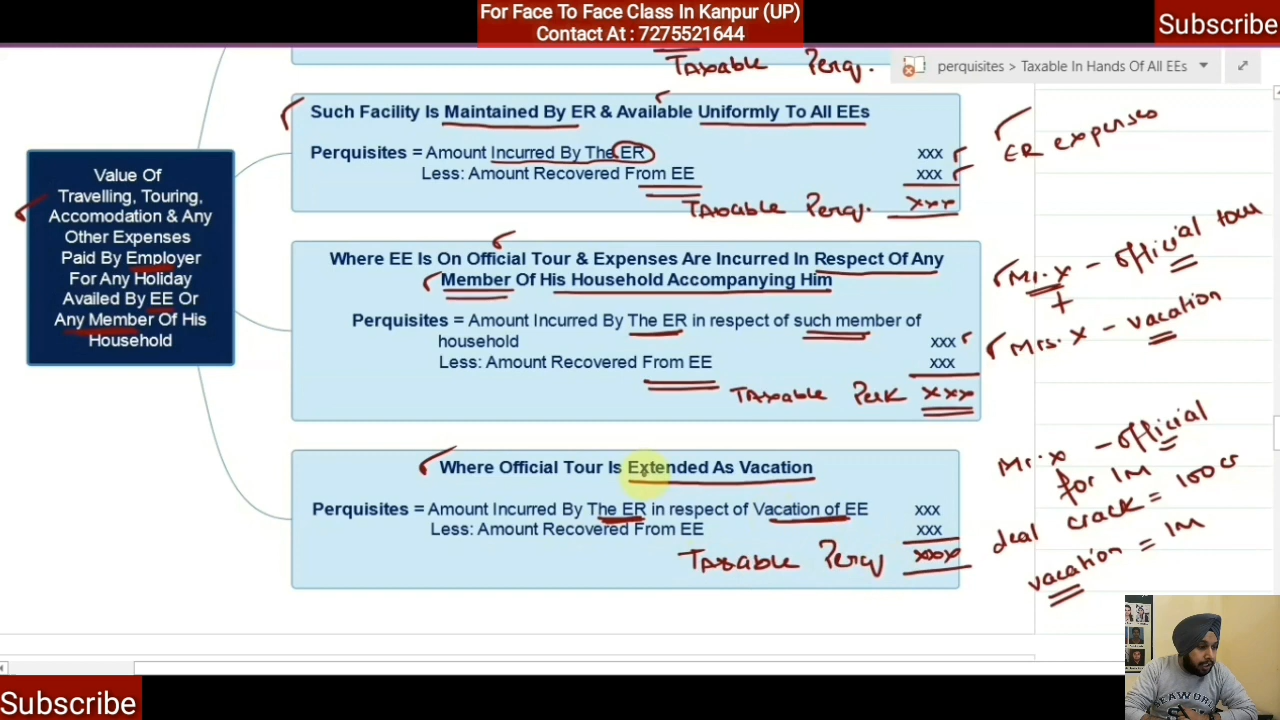 For Face To Face Class In Kanpur (UP)
Contact At : 7275521644
Subscribe
Taxable Perq.
perquisites > Taxable In Hands Of All EEs
Such Facility Is Maintained By ER & Available Uniformly To All EEs
Perquisites = Amount Incurred By The ER xxx
Less: Amount Recovered From EE xxx
Taxable Perq. xxx
ER expenses
Value Of
Travelling, Touring,
Accomodation & Any
Other Expenses
Paid By Employer
For Any Holiday
Availed By EE Or
Any Member Of His
Household
Where EE Is On Official Tour & Expenses Are Incurred In Respect Of Any
Member Of His Household Accompanying Him
Perquisites = Amount Incurred By The ER in respect of such member of
household xxx
Less: Amount Recovered From EE xxx
Taxable Perk xxx
Mr. X - official tour
+
Mrs. X - vacation
Where Official Tour Is Extended As Vacation
Perquisites = Amount Incurred By The ER in respect of Vacation of EE xxx
Less: Amount Recovered From EE xxx
Taxable Perq xxx
Mr. X - official
for 1M
deal crack = 100 cr
vacation = 1M
Subscribe